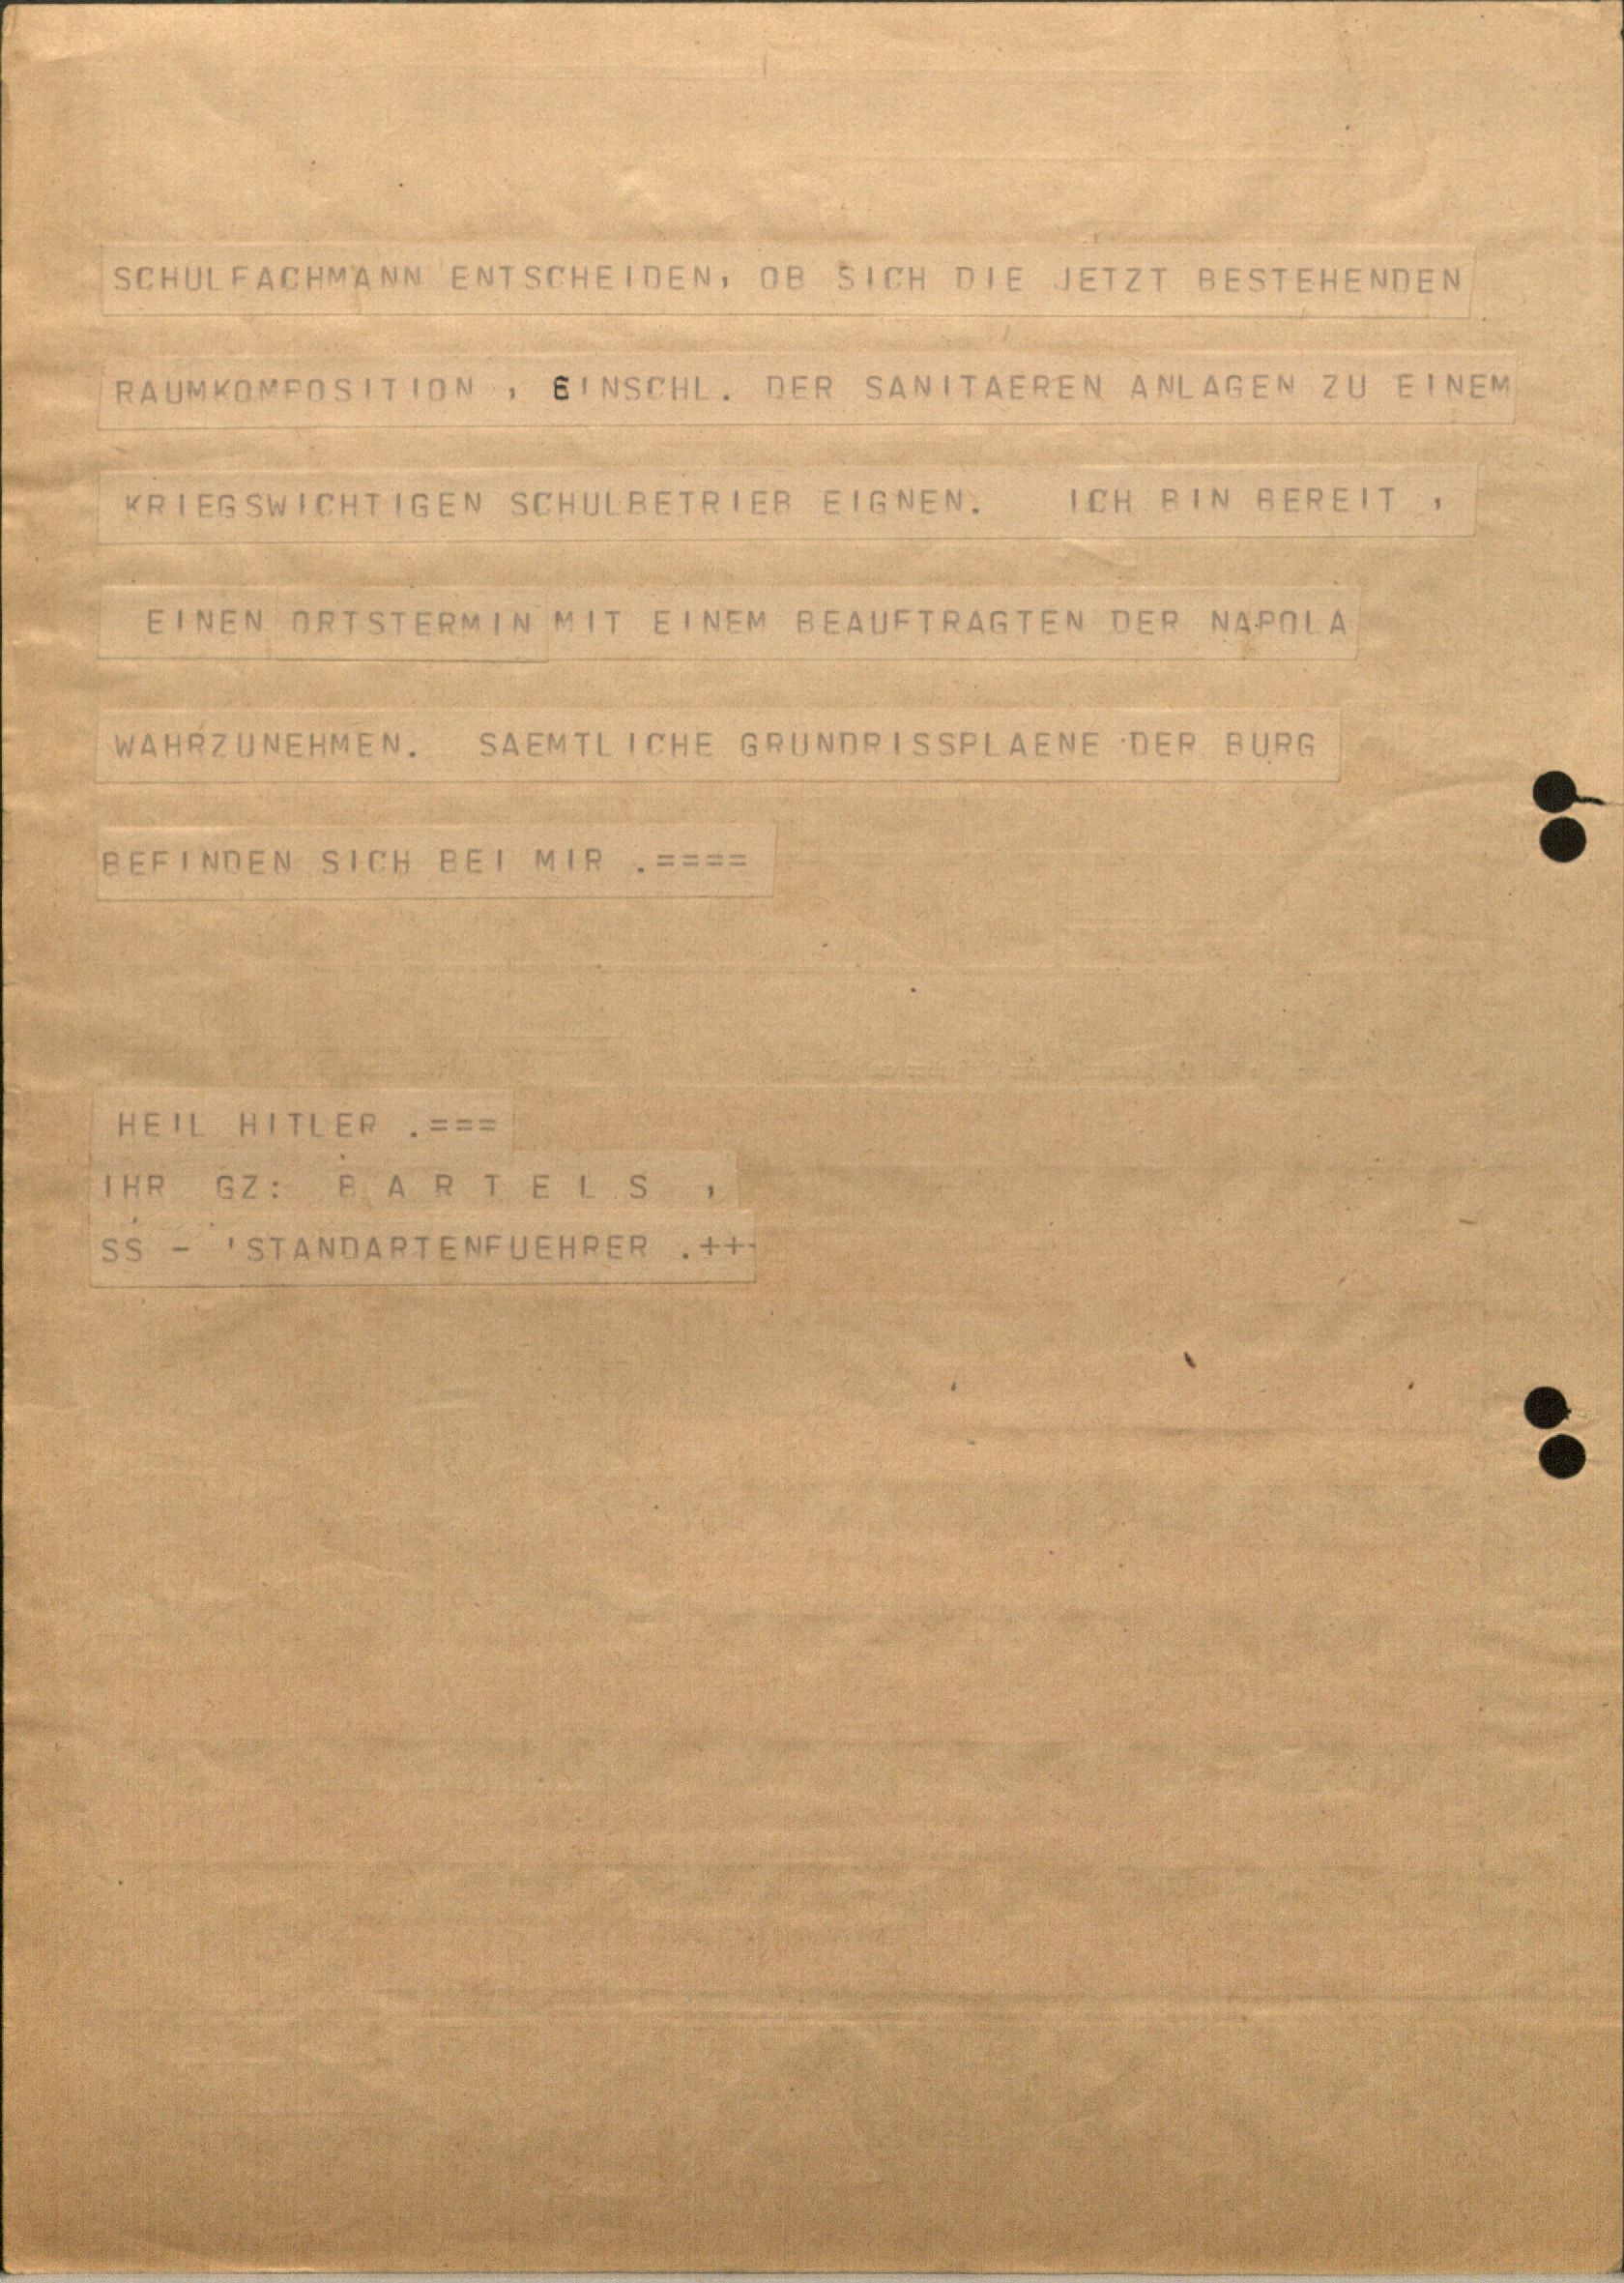 SCHULFACHMANN ENTSCHEIDEN, OB SICH DIE JETZT BESTEHENDEN
RAUMKOMPOSITION , EINSCHL. DER SANITAEREN ANLAGEN ZU EINEM
KRIEGSWICHTIGEN SCHULBETRIEB EIGNEN. ICH BIN BEREIT ,
EINEN ORTSTERMIN MIT EINEM BEAUFTRAGTEN DER NAPOLA
WAHRZUNEHMEN. SAEMTLICHE GRUNDRISSPLAENE DER BURG
BEFINDEN SICH BEI MIR .====
HEIL HITLER .===
IHR GZ: B A R T E L S ,
SS - 'STANDARTENFUEHRER .++